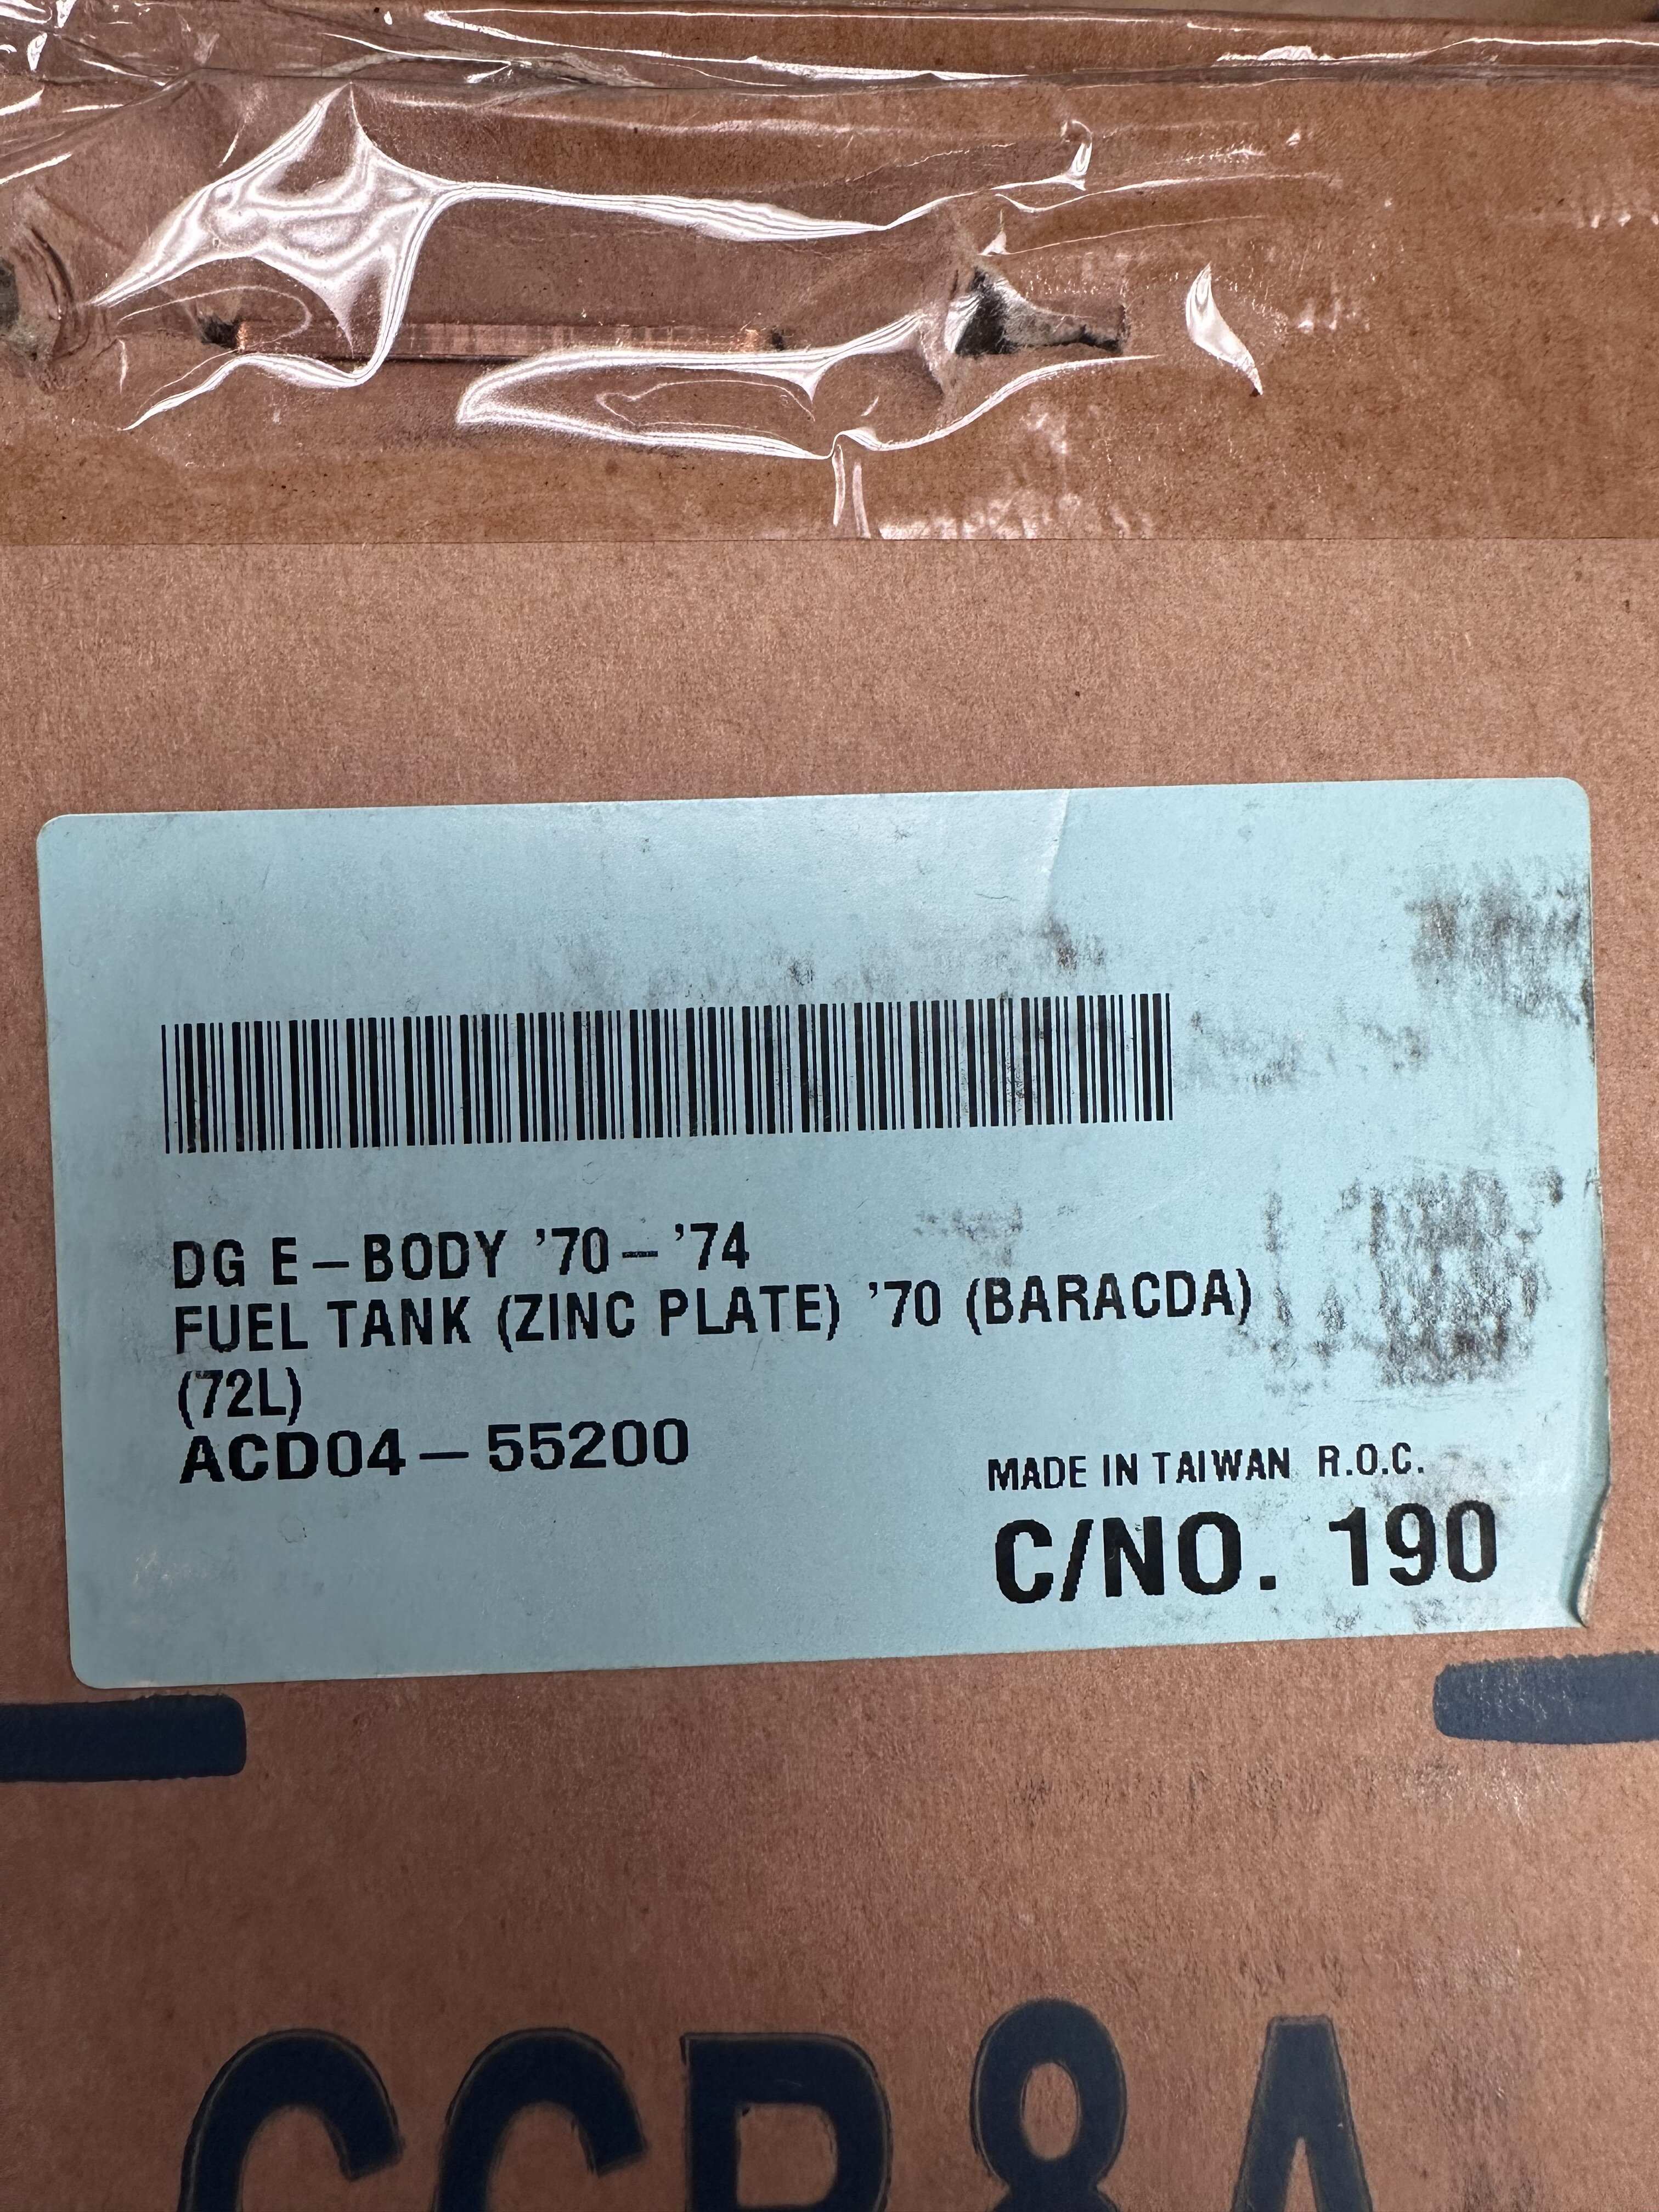 DG E-BODY '70-'74
FUEL TANK (ZINC PLATE) '70 (BARACDA)
(72L)
ACD04-55200
MADE IN TAIWAN R.O.C.
C/NO. 190